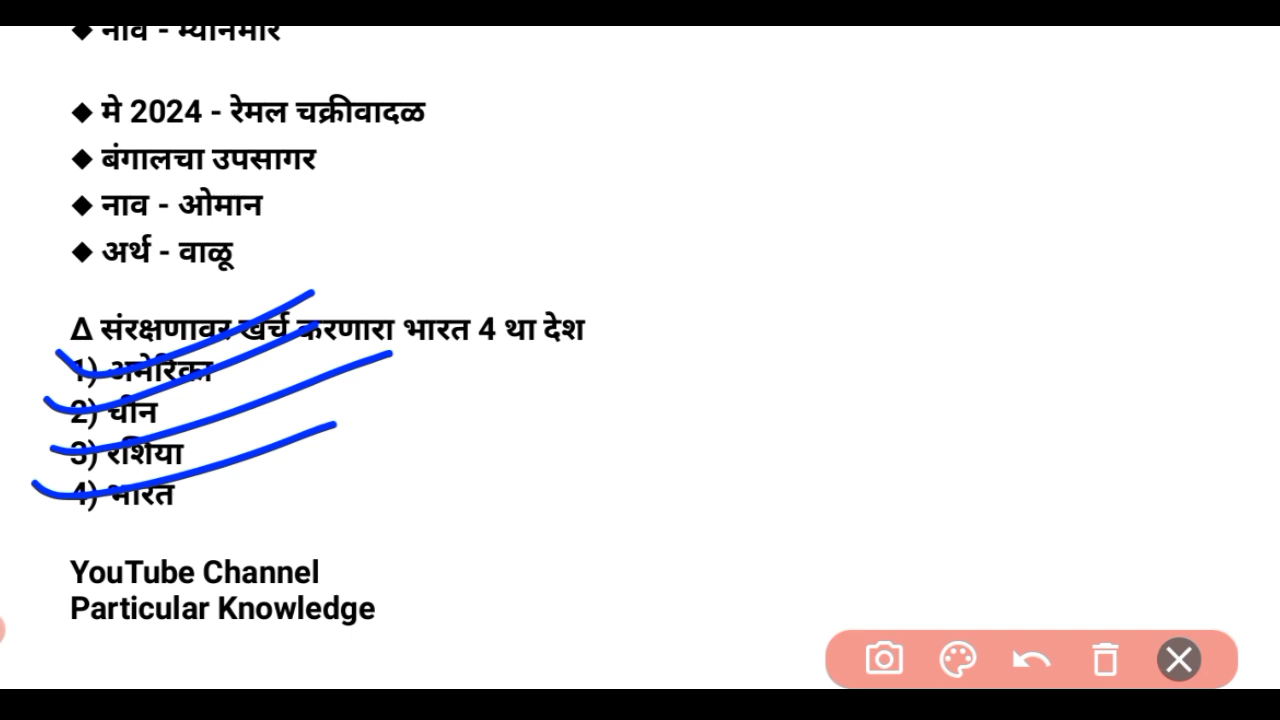 ◆ नाव - म्यानमार
◆ मे 2024 - रेमल चक्रीवादळ
◆ बंगालचा उपसागर
◆ नाव - ओमान
◆ अर्थ - वाळू
Δ संरक्षणावर खर्च करणारा भारत 4 था देश
1) अमेरिका
2) चीन
3) रशिया
4) भारत
YouTube Channel
Particular Knowledge